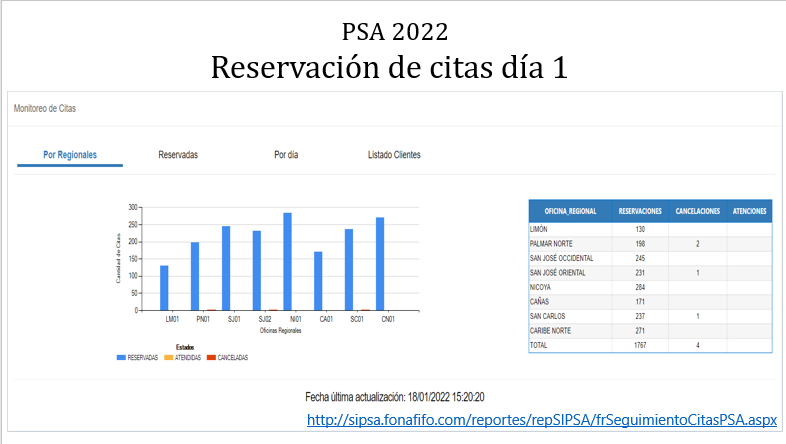 PSA 2022
Reservación de citas día 1
Monitoreo de Citas
Por Regionales Reservadas Por día Listado Clientes
Cantidad de Citas
300
250
200
150
100
50
0
LM01 PN01 SJ01 SJ02 NI01 CA01 SC01 CN01
Oficinas Regionales
Estados
RESERVADAS ATENDIDAS CANCELADAS
OFICINA_REGIONAL RESERVACIONES CANCELACIONES ATENCIONES
LIMÓN 130
PALMAR NORTE 198 2
SAN JOSÉ OCCIDENTAL 245
SAN JOSÉ ORIENTAL 231 1
NICOYA 284
CAÑAS 171
SAN CARLOS 237 1
CARIBE NORTE 271
TOTAL 1767 4
Fecha última actualización: 18/01/2022 15:20:20
http://sipsa.fonafifo.com/reportes/repSIPSA/frSeguimientoCitasPSA.aspx